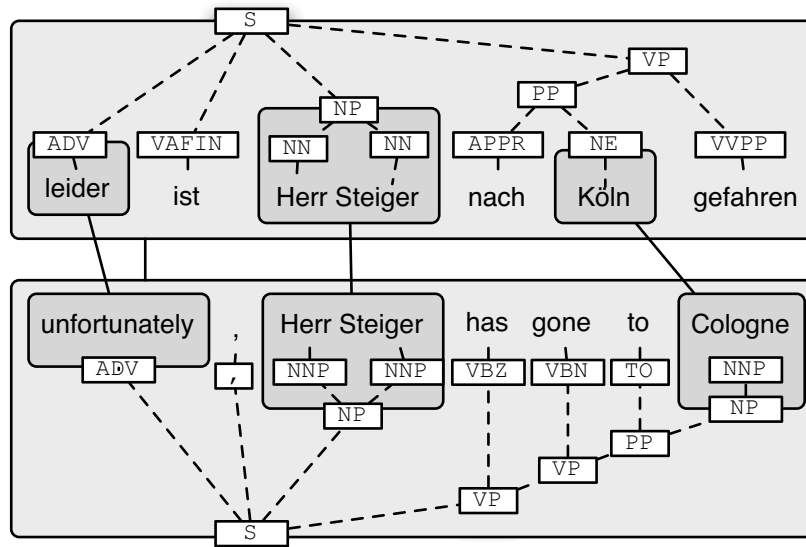 S
VP
PP
NP
ADV VAFIN NN NN APPR NE VVPP
leider ist Herr Steiger nach Köln gefahren
unfortunately , Herr Steiger has gone to Cologne
ADV , NNP NNP VBZ VBN TO NNP
NP NP
PP
VP
VP
S